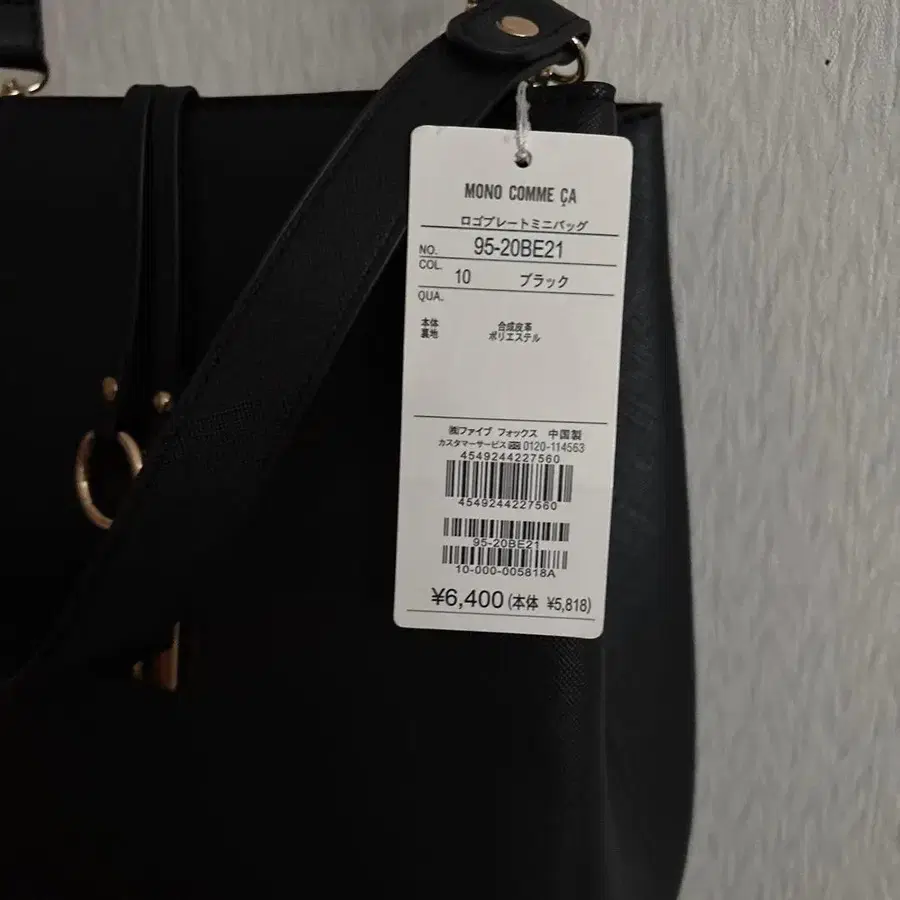 MONO COMME ÇA
ロゴプレートミニバッグ
NO. 95-20BE21
COL. 10 ブラック
QUA.
本体 合成皮革
裏地 ポリエステル
㈱ファイブ フォックス 中国製
カスタマーサービス 0120-114563
4549244227560
4549244227560
95-20BE21
10-000-005818A
¥6,400(本体 ¥5,818)